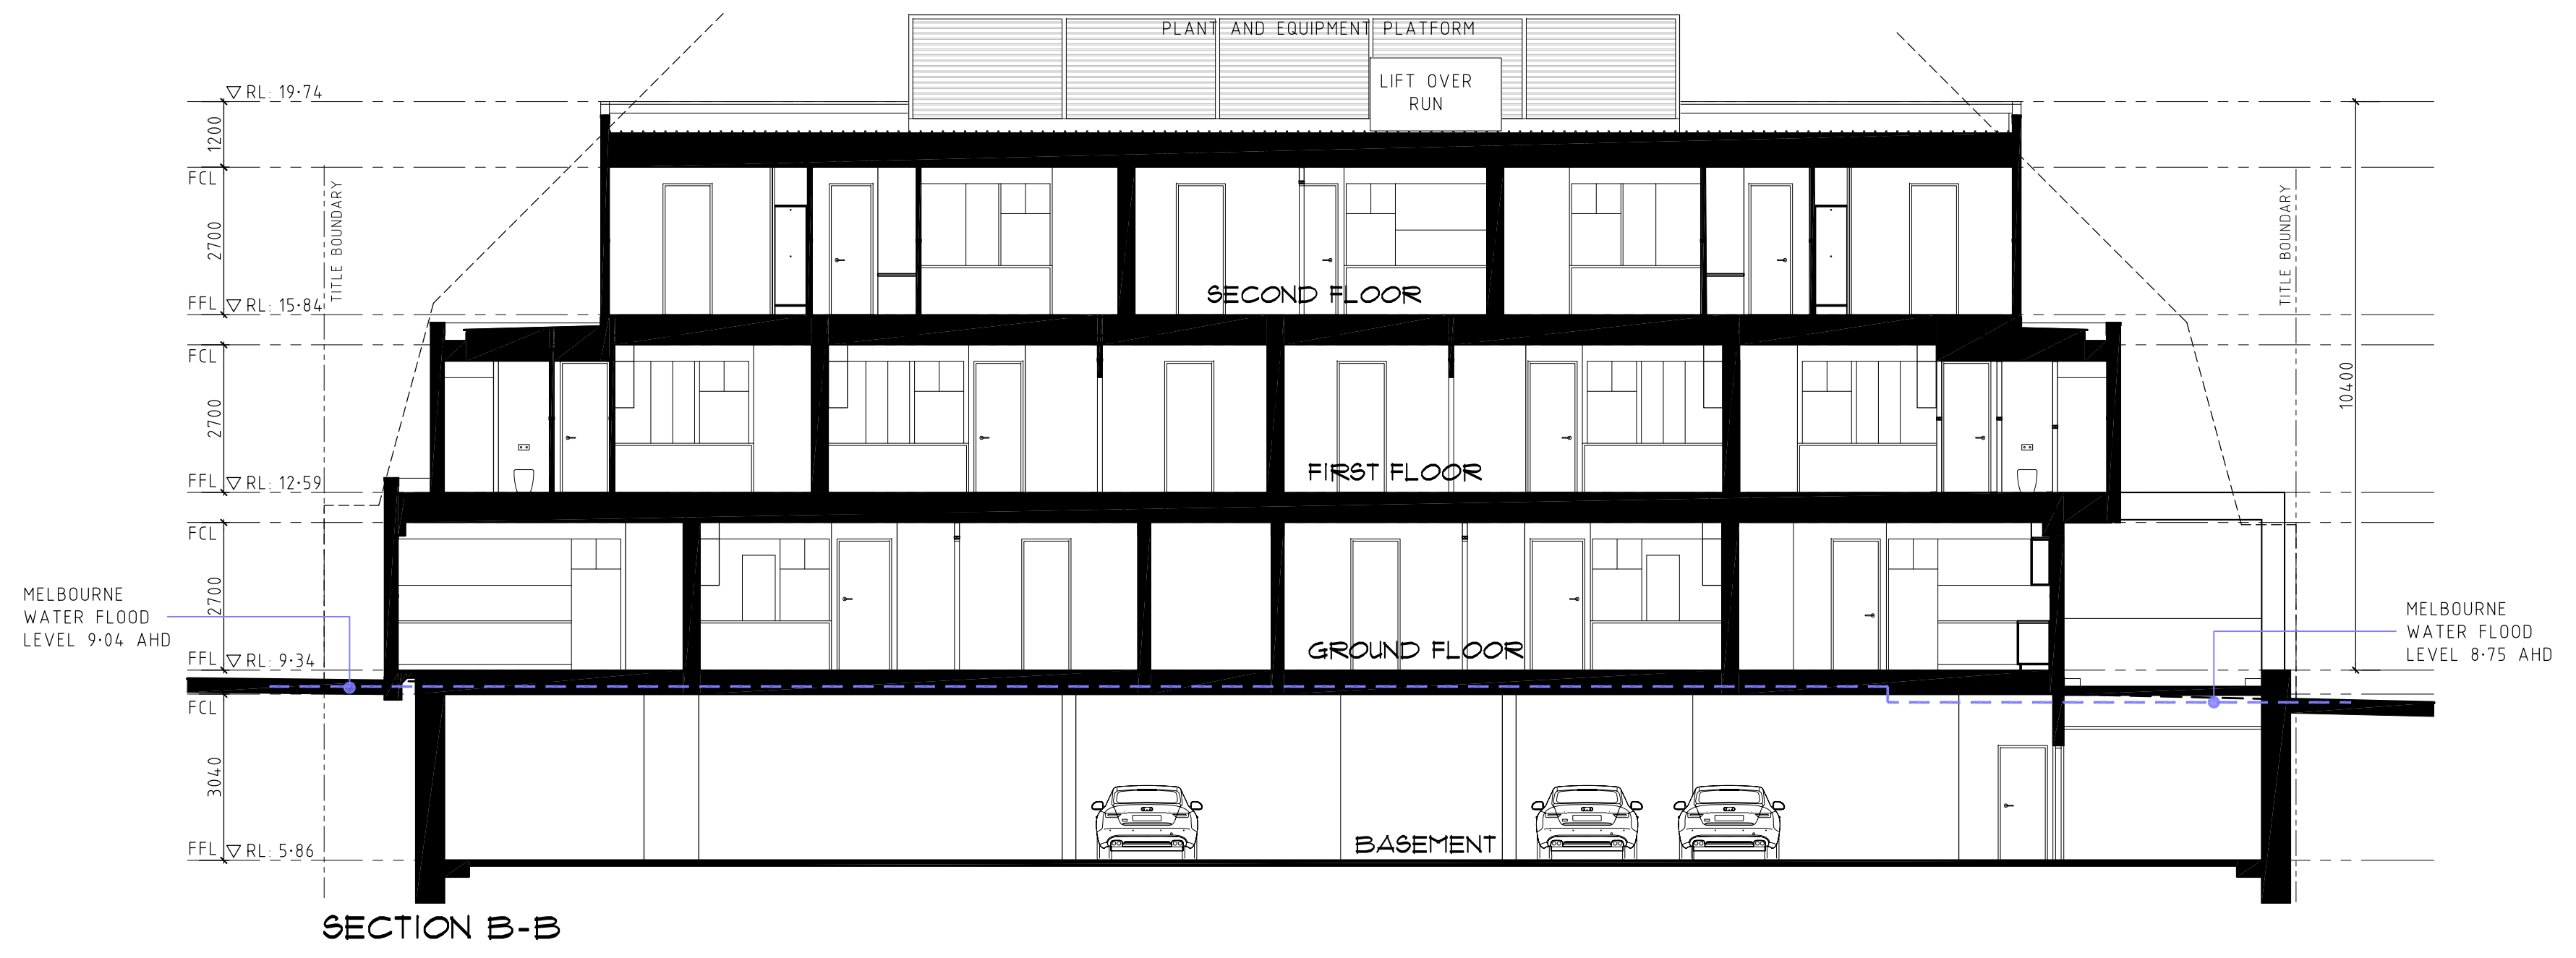 PLANT AND EQUIPMENT PLATFORM
LIFT OVER
RUN
RL: 19·74
1200
FCL
2700
FFL RL: 15·84
TITLE BOUNDARY
TITLE BOUNDARY
SECOND FLOOR
FCL
2700
FFL RL: 12·59
10400
FIRST FLOOR
FCL
2700
FFL RL: 9·34
MELBOURNE
WATER FLOOD
LEVEL 9·04 AHD
GROUND FLOOR
MELBOURNE
WATER FLOOD
LEVEL 8·75 AHD
FCL
3040
FFL RL: 5·86
BASEMENT
SECTION B-B